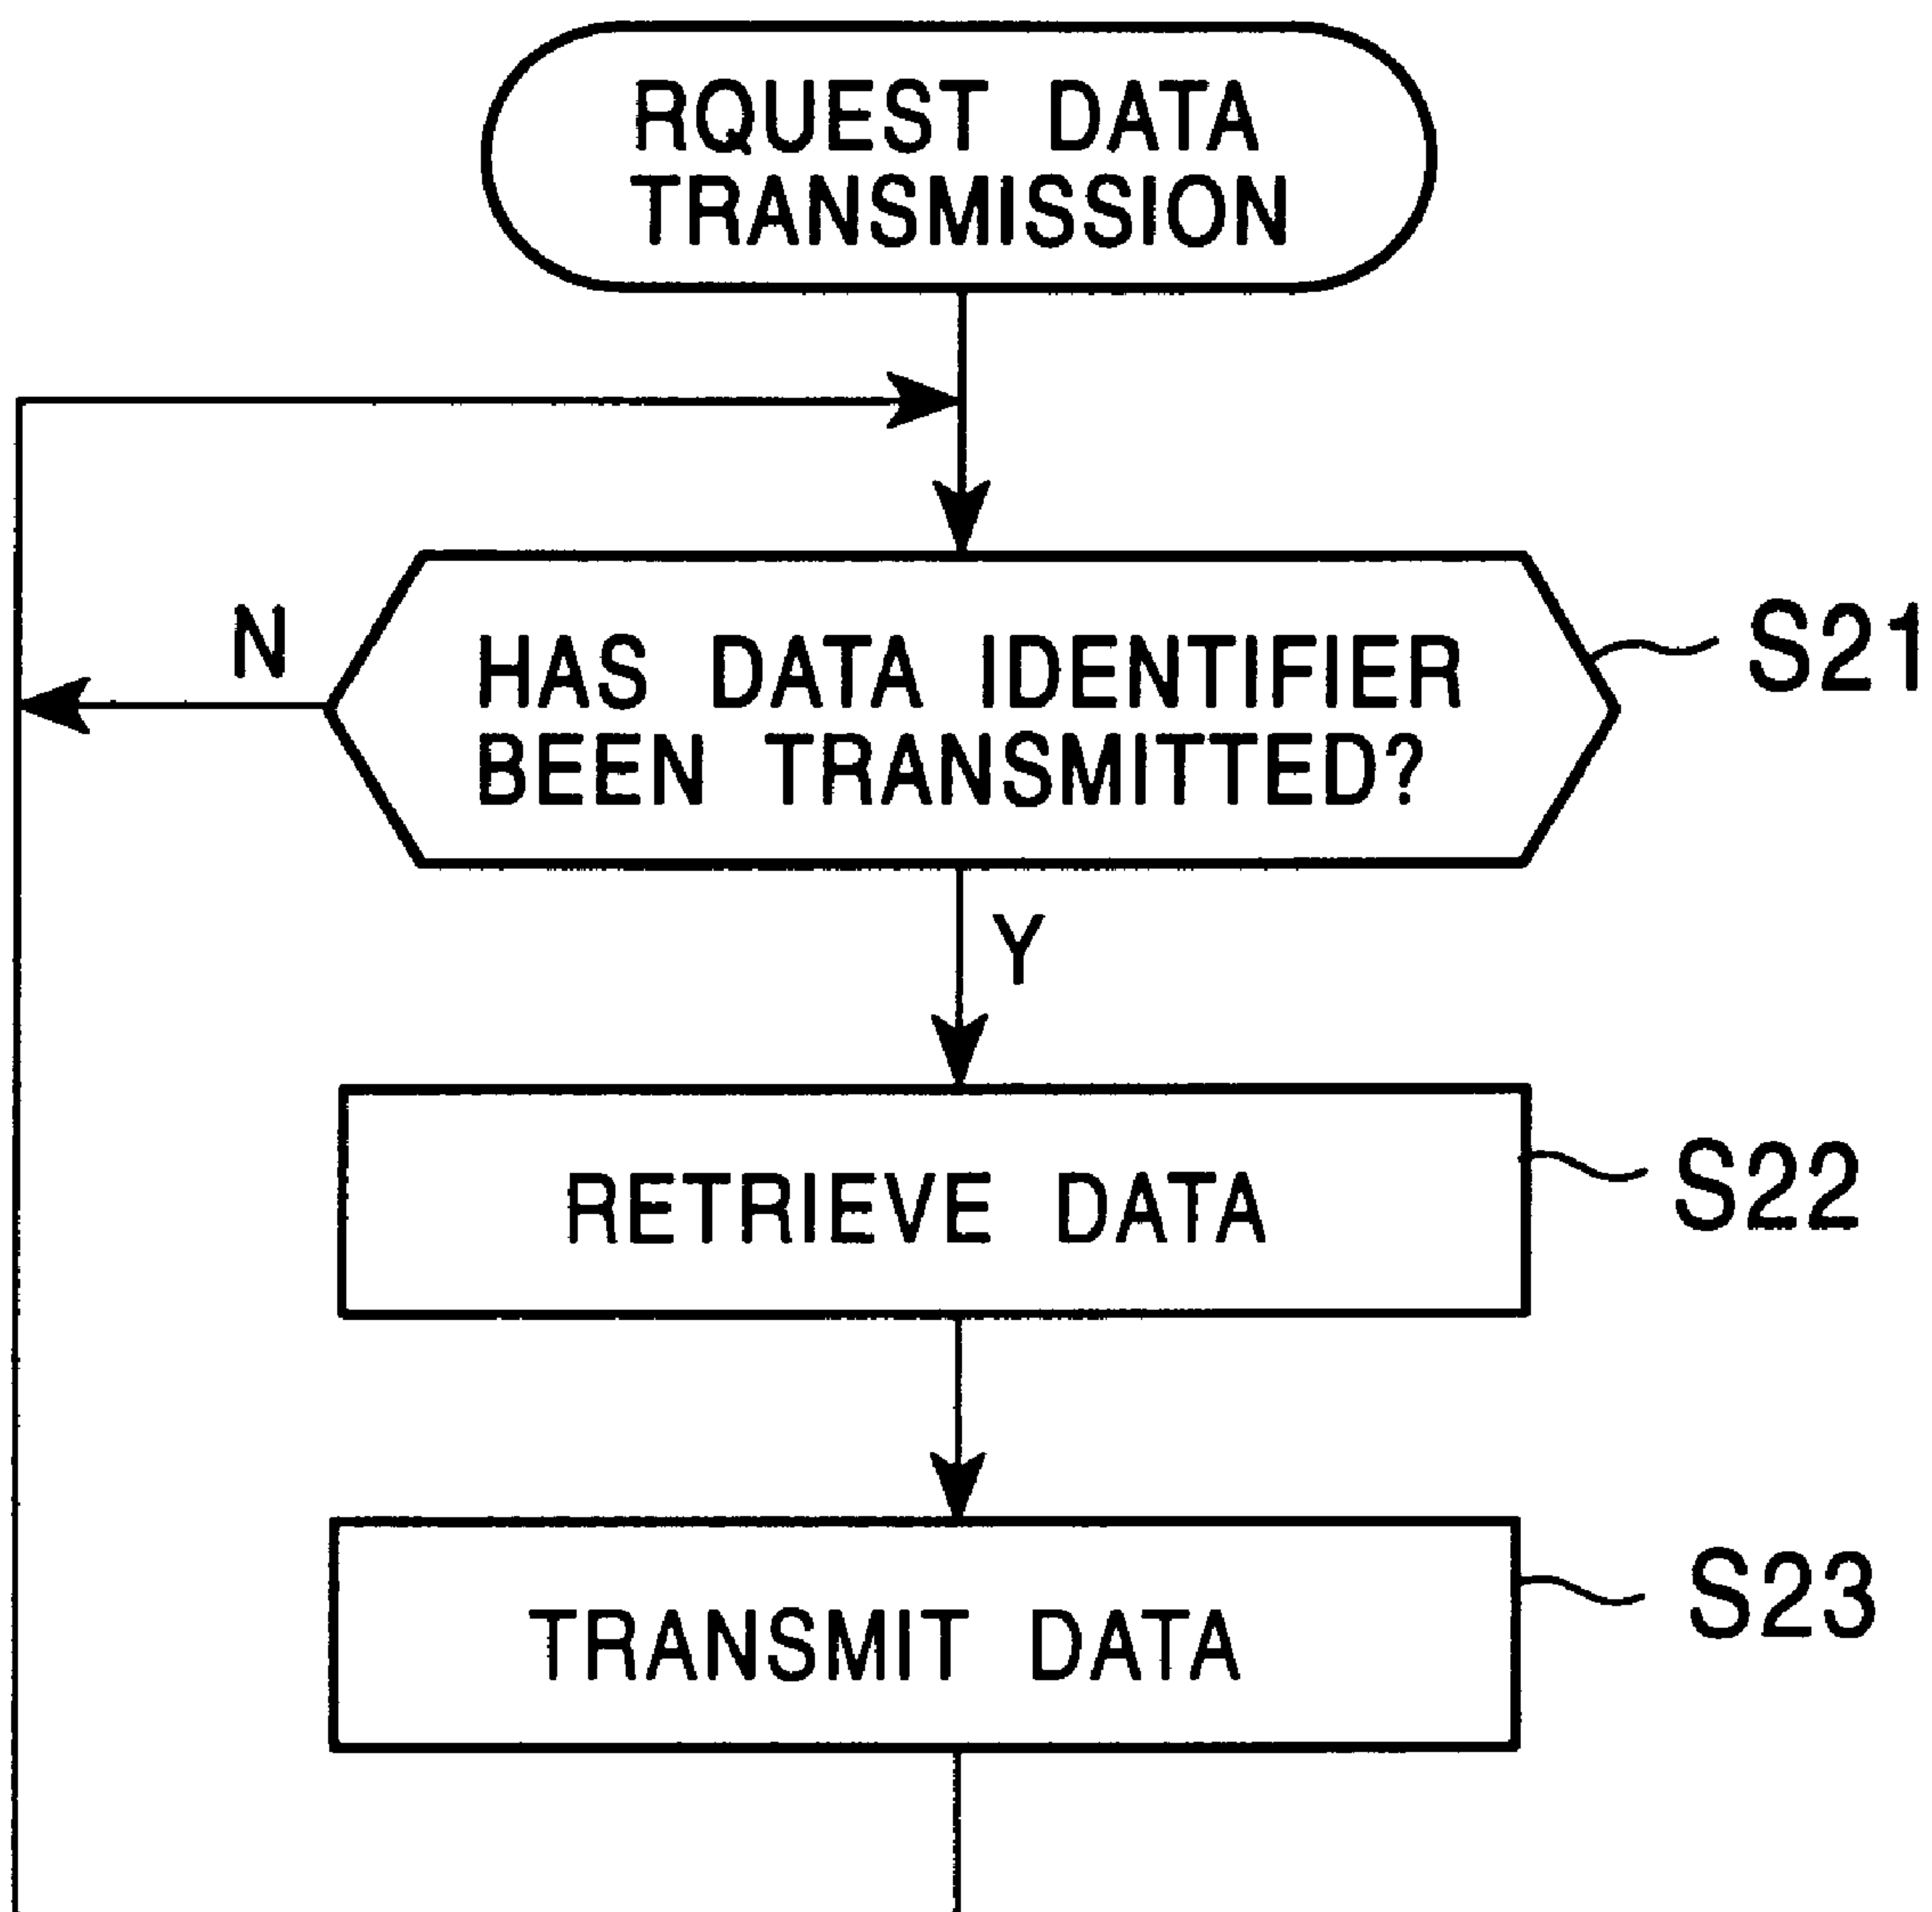 RQUEST DATA
TRANSMISSION
N
HAS DATA IDENTIFIER
BEEN TRANSMITTED?
S21
Y
RETRIEVE DATA
S22
TRANSMIT DATA
S23